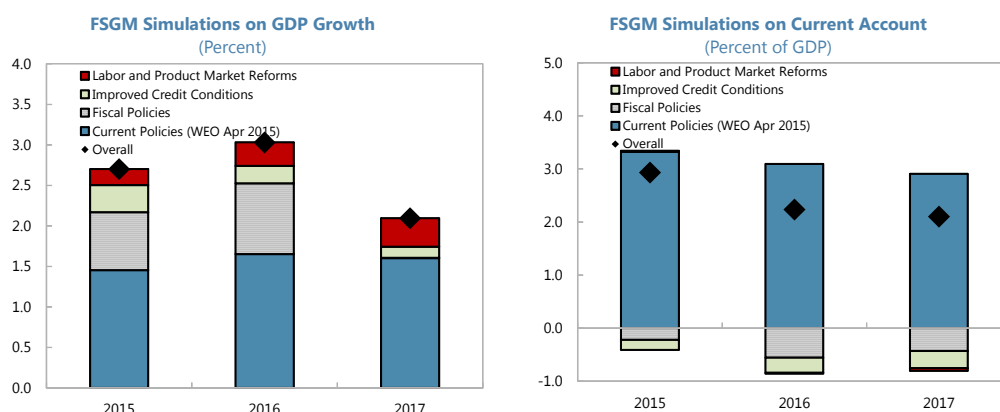 FSGM Simulations on GDP Growth
(Percent)
4.0
3.5
3.0
2.5
2.0
1.5
1.0
0.5
0.0
Labor and Product Market Reforms
Improved Credit Conditions
Fiscal Policies
Current Policies (WEO Apr 2015)
Overall
2015 2016 2017
FSGM Simulations on Current Account
(Percent of GDP)
5.0
4.0
3.0
2.0
1.0
0.0
-1.0
Labor and Product Market Reforms
Improved Credit Conditions
Fiscal Policies
Current Policies (WEO Apr 2015)
Overall
2015 2016 2017